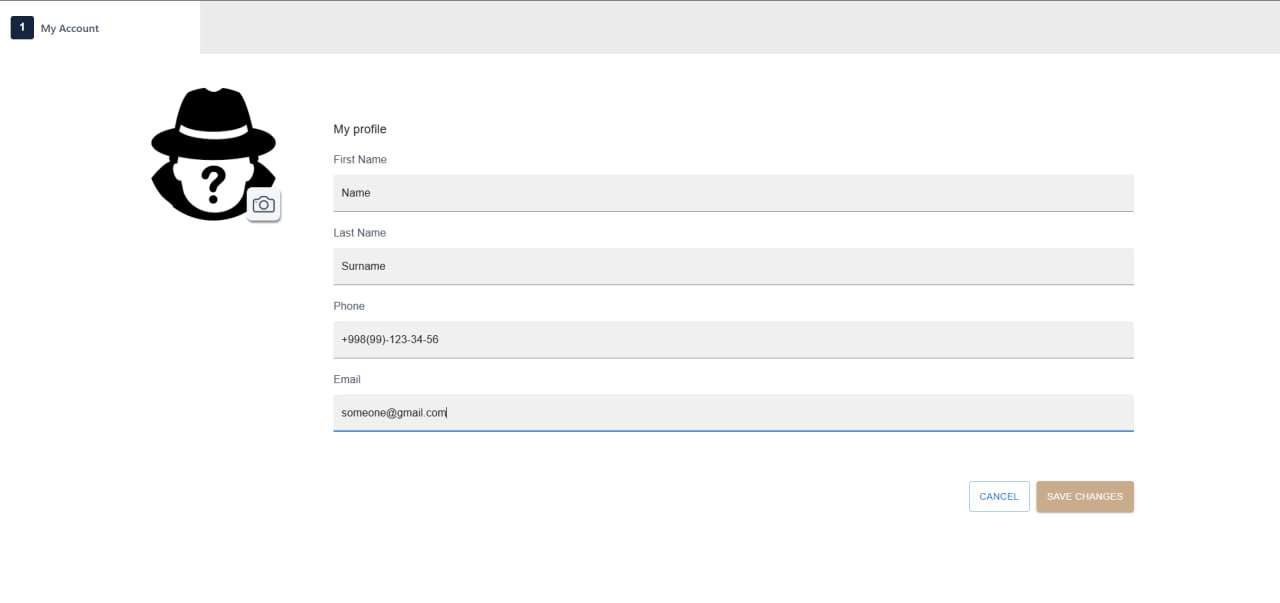 1 My Account
?
My profile
First Name
Name
Last Name
Surname
Phone
+998(99)-123-34-56
Email
someone@gmail.com
CANCEL SAVE CHANGES